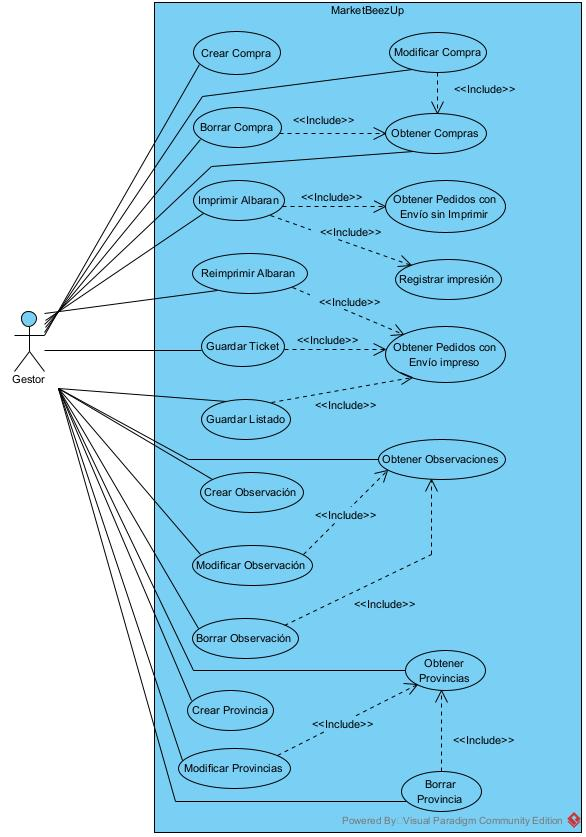 MarketBeezUp
Crear Compra
Modificar Compra
<<Include>>
Borrar Compra
<<Include>>
Obtener Compras
Imprimir Albaran
<<Include>>
Obtener Pedidos con
Envío sin Imprimir
<<Include>>
Reimprimir Albaran
Registrar impresión
<<Include>>
Guardar Ticket
<<Include>>
Obtener Pedidos con
Envío impreso
Gestor
Guardar Listado
<<Include>>
Obtener Observaciones
Crear Observación
<<Include>>
Modificar Observación
<<Include>>
Borrar Observación
Obtener
Provincias
Crear Provincia
<<Include>>
<<Include>>
Modificar Provincias
Borrar
Provincia
Powered By: Visual Paradigm Community Edition